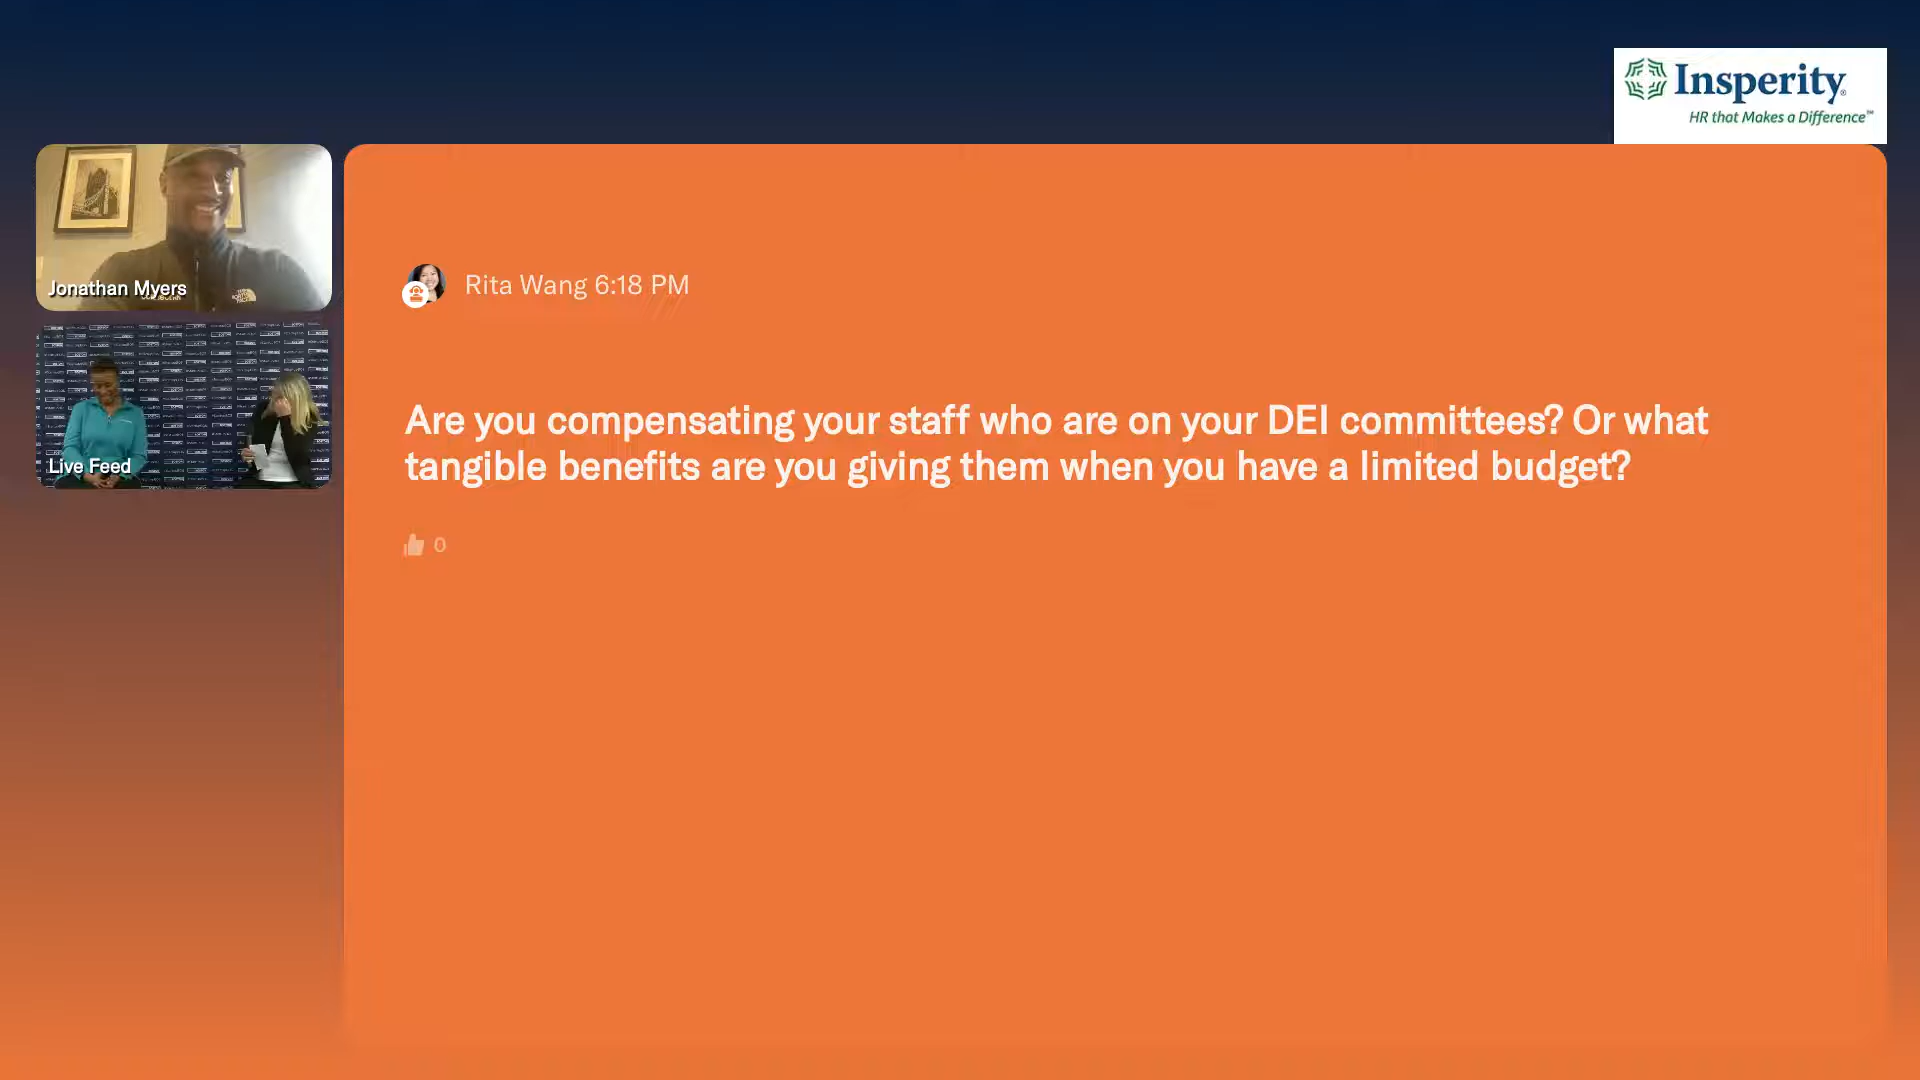 Insperity®
HR that Makes a Difference™
Jonathan Myers
Live Feed
Rita Wang 6:18 PM
Are you compensating your staff who are on your DEI committees? Or what
tangible benefits are you giving them when you have a limited budget?
0